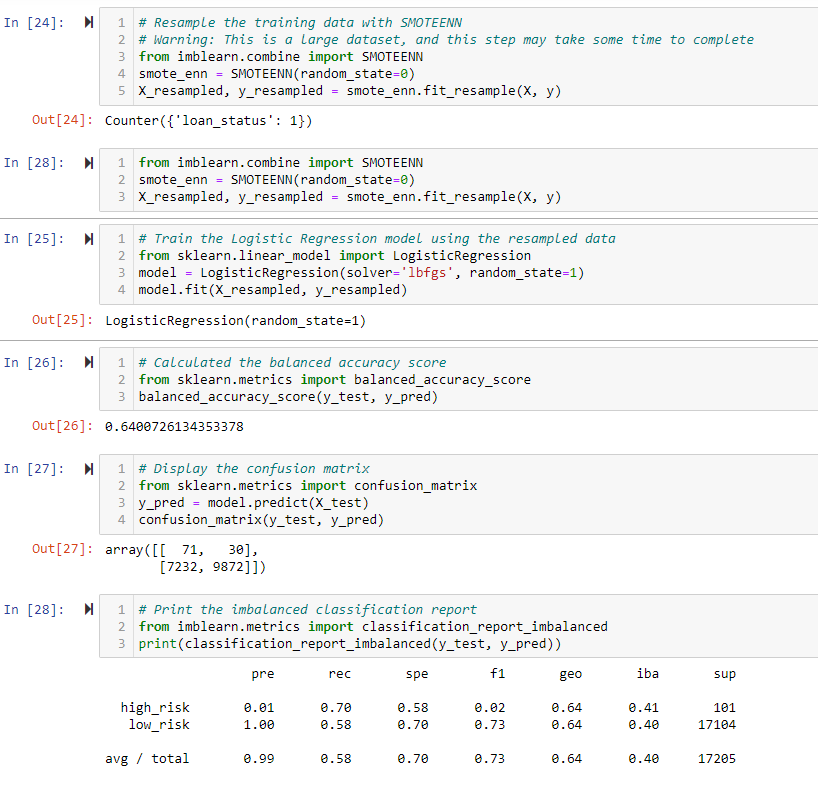 In [24]:
1 # Resample the training data with SMOTEENN
2 # Warning: This is a large dataset, and this step may take some time to complete
3 from imblearn.combine import SMOTEENN
4 smote_enn = SMOTEENN(random_state=0)
5 X_resampled, y_resampled = smote_enn.fit_resample(X, y)
Out[24]: Counter({'loan_status': 1})
In [28]:
1 from imblearn.combine import SMOTEENN
2 smote_enn = SMOTEENN(random_state=0)
3 X_resampled, y_resampled = smote_enn.fit_resample(X, y)
In [25]:
1 # Train the Logistic Regression model using the resampled data
2 from sklearn.linear_model import LogisticRegression
3 model = LogisticRegression(solver='lbfgs', random_state=1)
4 model.fit(X_resampled, y_resampled)
Out[25]: LogisticRegression(random_state=1)
In [26]:
1 # Calculated the balanced accuracy score
2 from sklearn.metrics import balanced_accuracy_score
3 balanced_accuracy_score(y_test, y_pred)
Out[26]: 0.6400726134353378
In [27]:
1 # Display the confusion matrix
2 from sklearn.metrics import confusion_matrix
3 y_pred = model.predict(X_test)
4 confusion_matrix(y_test, y_pred)
Out[27]: array([[  71,   30],
       [7232, 9872]])
In [28]:
1 # Print the imbalanced classification report
2 from imblearn.metrics import classification_report_imbalanced
3 print(classification_report_imbalanced(y_test, y_pred))
pre rec spe f1 geo iba sup
high_risk 0.01 0.70 0.58 0.02 0.64 0.41 101
low_risk 1.00 0.58 0.70 0.73 0.64 0.40 17104
avg / total 0.99 0.58 0.70 0.73 0.64 0.40 17205